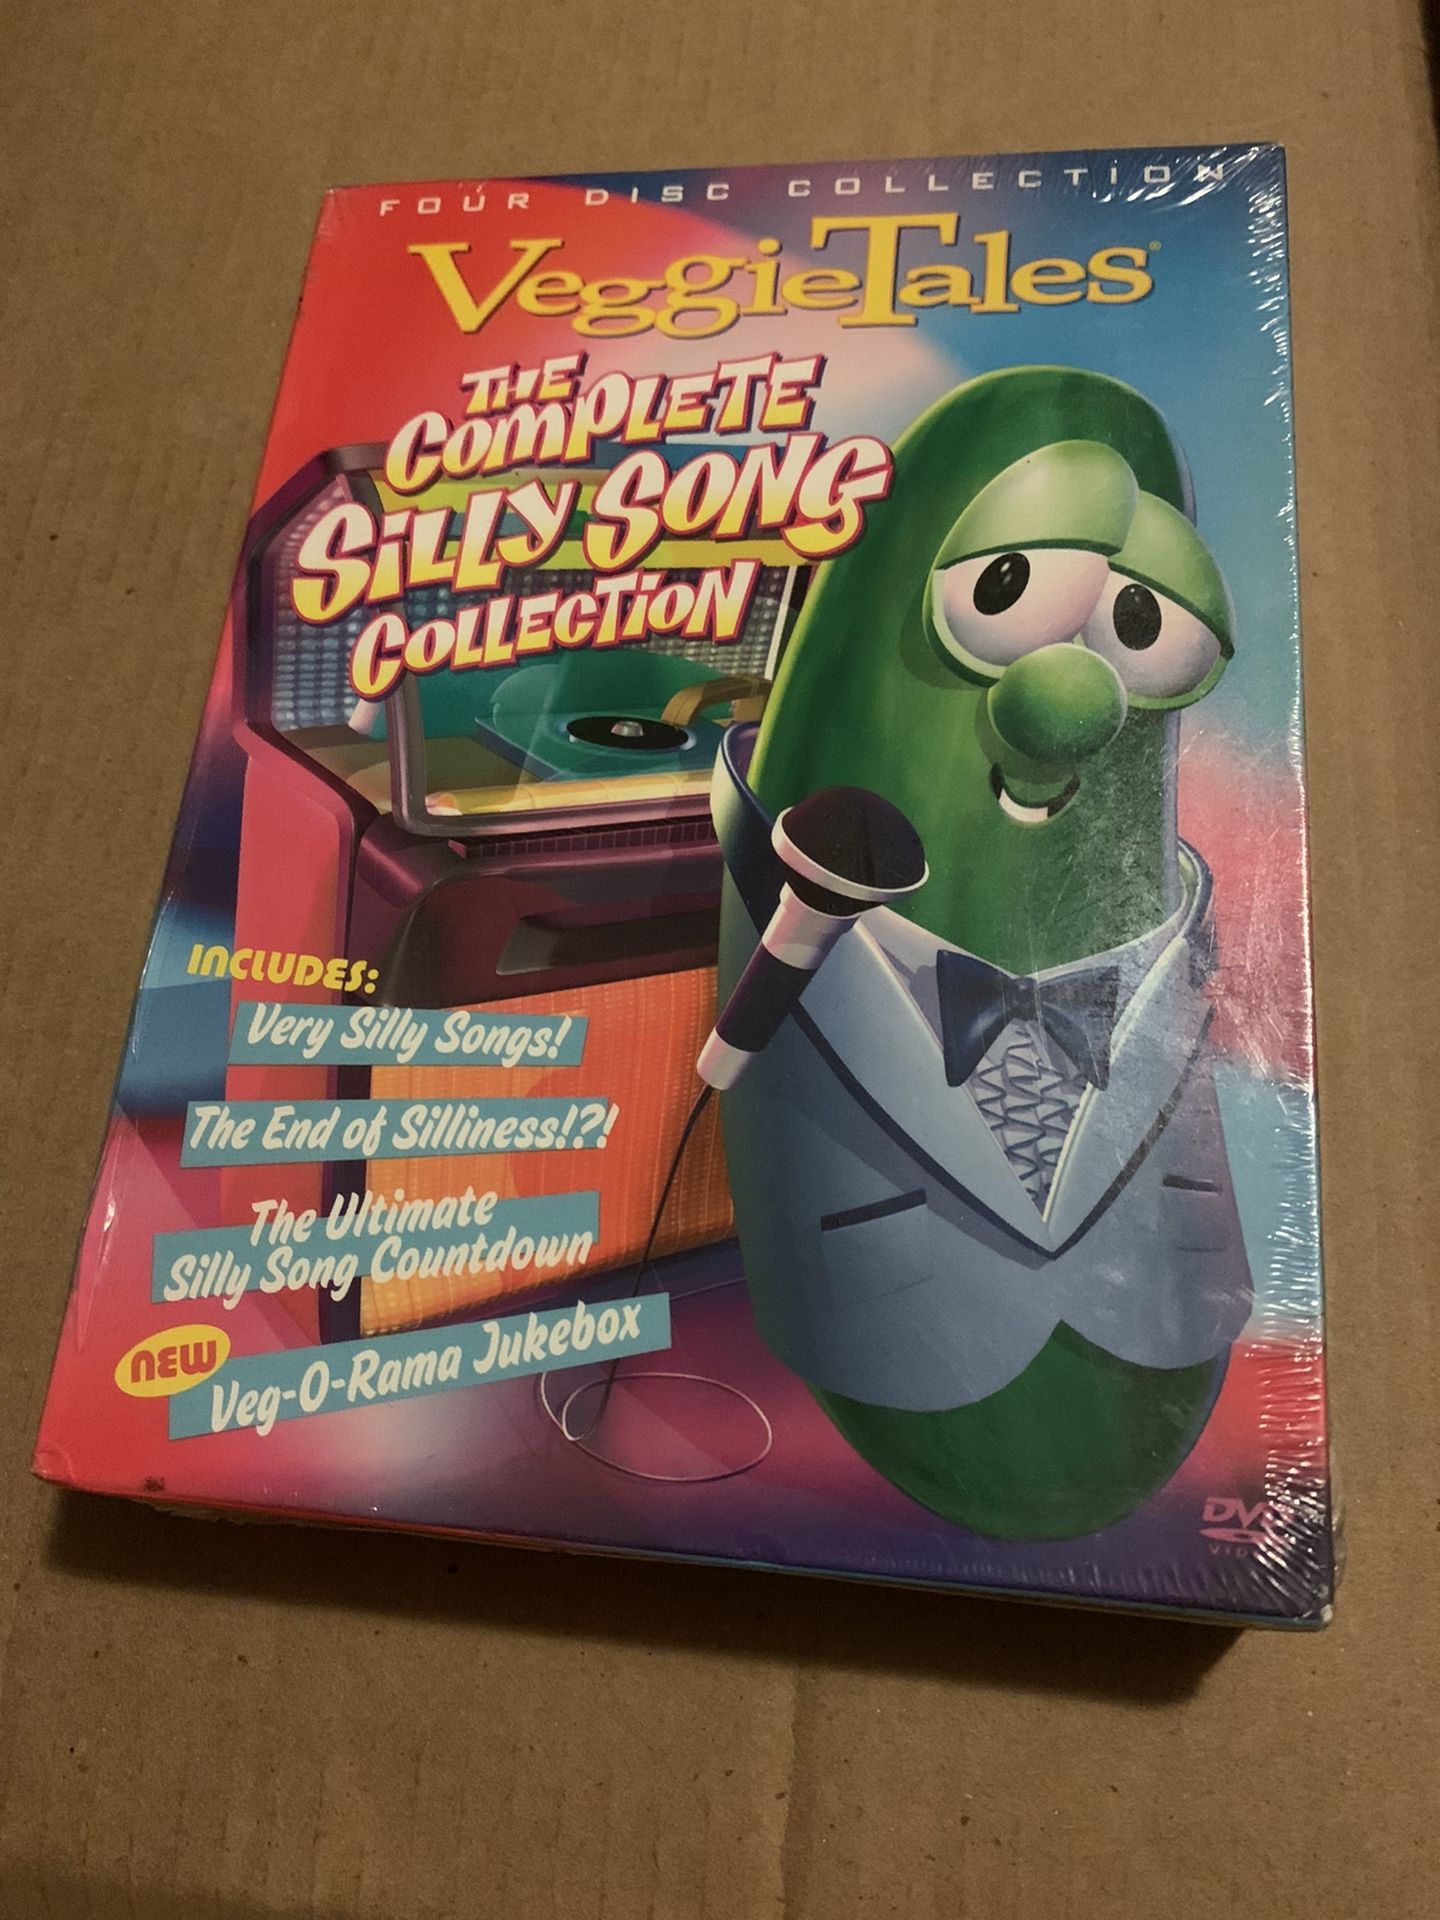 FOUR DISC COLLECTION
VeggieTales®
THE
COMPLETE
SILLY SONG
COLLECTION
INCLUDES:
Very Silly Songs!
The End of Silliness!?!
The Ultimate
Silly Song Countdown
NEW
Veg-O-Rama Jukebox
DVD
VIDEO